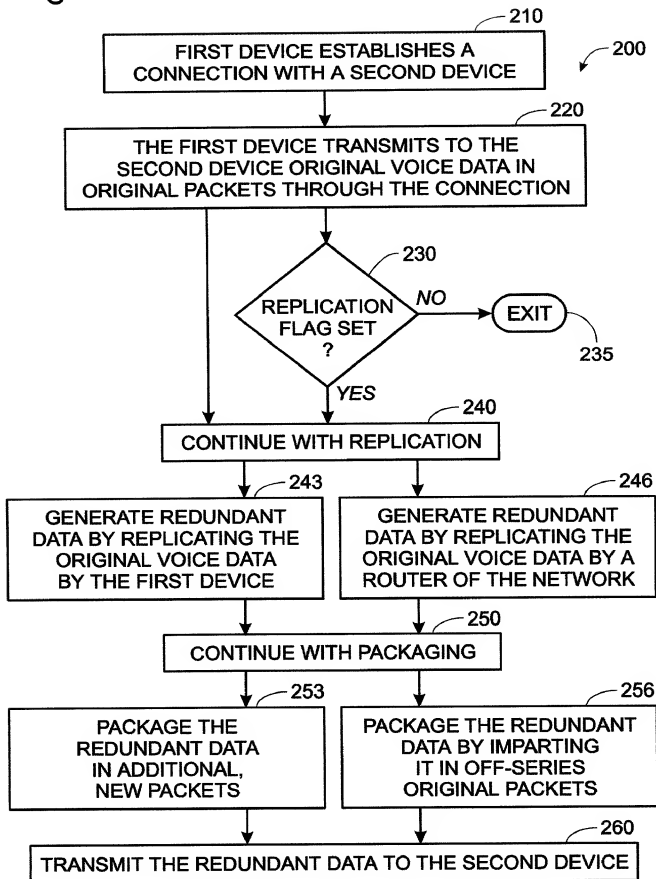 210
FIRST DEVICE ESTABLISHES A
CONNECTION WITH A SECOND DEVICE
200
220
THE FIRST DEVICE TRANSMITS TO THE
SECOND DEVICE ORIGINAL VOICE DATA IN
ORIGINAL PACKETS THROUGH THE CONNECTION
230
REPLICATION
FLAG SET
?
NO
EXIT
235
YES
240
CONTINUE WITH REPLICATION
243
GENERATE REDUNDANT
DATA BY REPLICATING THE
ORIGINAL VOICE DATA
BY THE FIRST DEVICE
246
GENERATE REDUNDANT
DATA BY REPLICATING THE
ORIGINAL VOICE DATA BY A
ROUTER OF THE NETWORK
250
CONTINUE WITH PACKAGING
253
PACKAGE THE
REDUNDANT DATA
IN ADDITIONAL,
NEW PACKETS
256
PACKAGE THE REDUNDANT
DATA BY IMPARTING
IT IN OFF-SERIES
ORIGINAL PACKETS
260
TRANSMIT THE REDUNDANT DATA TO THE SECOND DEVICE